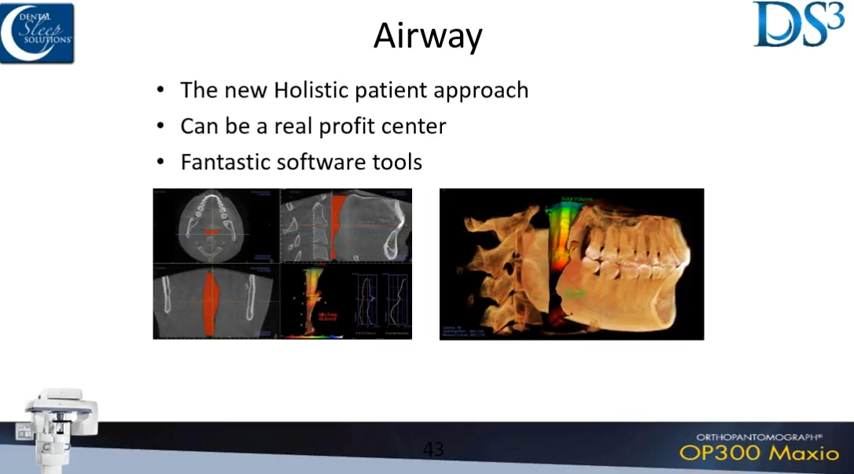 DENTAL
Sleep
SOLUTIONS
DS3
Airway
• The new Holistic patient approach
• Can be a real profit center
• Fantastic software tools
43
ORTHOPANTOMOGRAPH®
OP300 Maxio